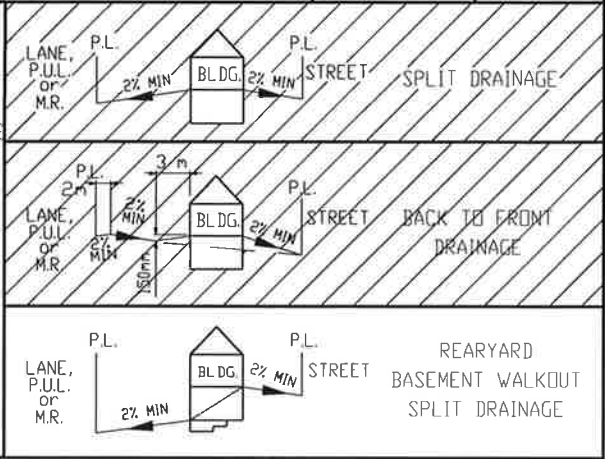 P.L.
P.L.
LANE,
P.U.L.
or
M.R.
2% MIN
BLDG.
2% MIN
STREET
SPLIT DRAINAGE
P.L.
3 m
2m
2%
MIN
P.L.
LANE,
P.U.L.
or
M.R.
2%
MIN
150mm
BLDG.
2% MIN
STREET
BACK TO FRONT
DRAINAGE
P.L.
P.L.
LANE,
P.U.L.
or
M.R.
2% MIN
BLDG.
2% MIN
STREET
REARYARD
BASEMENT WALKOUT
SPLIT DRAINAGE